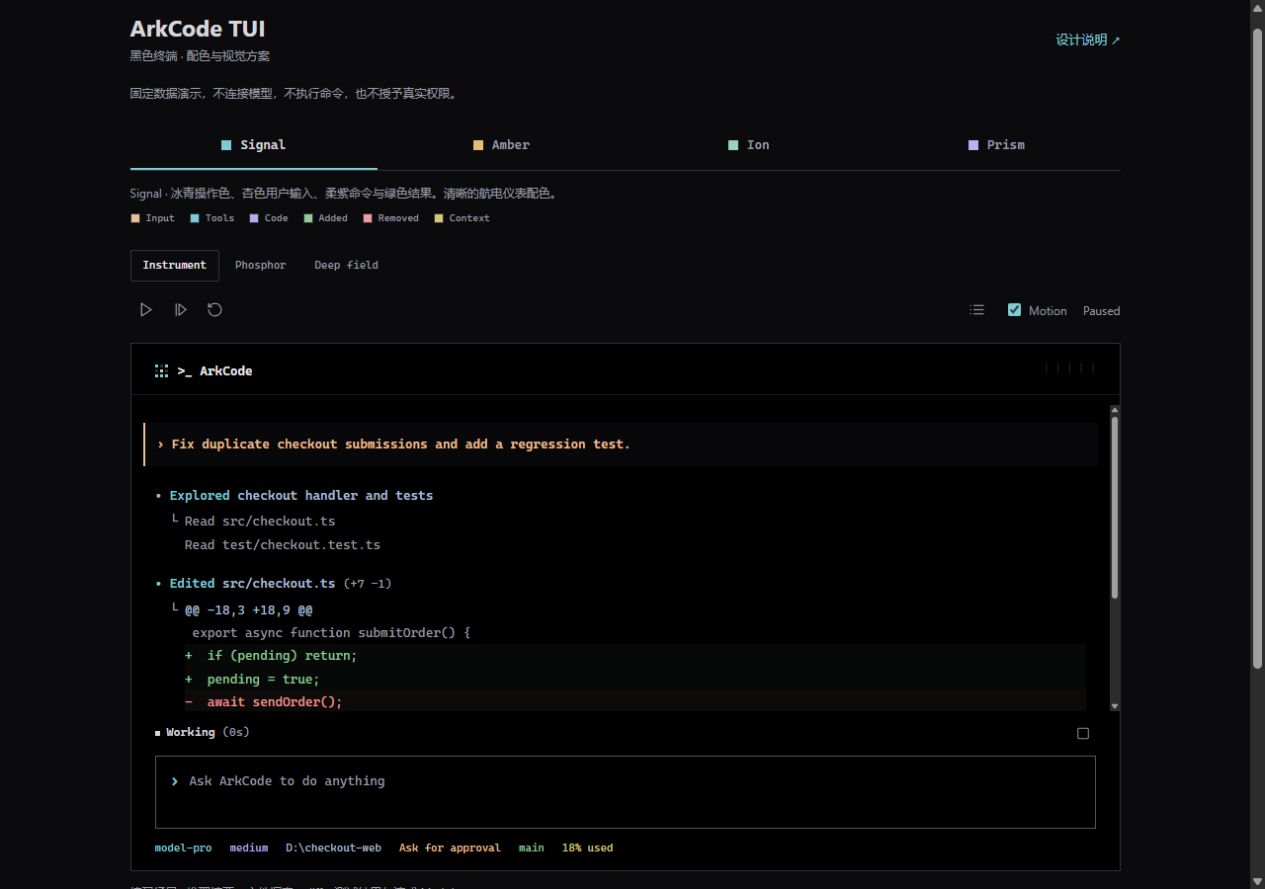 ArkCode TUI
黑色终端 · 配色与视觉方案
设计说明 ↗
固定数据演示，不连接模型，不执行命令，也不授予真实权限。
Signal Amber Ion Prism
Signal · 冰青操作色、杏色用户输入、柔紫命令与绿色结果。清晰的航电仪表配色。
Input Tools Code Added Removed Context
Instrument Phosphor Deep field
Motion Paused
>_ ArkCode
› Fix duplicate checkout submissions and add a regression test.
• Explored checkout handler and tests
└ Read src/checkout.ts
Read test/checkout.test.ts
• Edited src/checkout.ts (+7 -1)
└ @@ -18,3 +18,9 @@
export async function submitOrder() {
+ if (pending) return;
+ pending = true;
- await sendOrder();
▪ Working (0s)
› Ask ArkCode to do anything
model-pro medium D:\checkout-web Ask for approval main 18% used